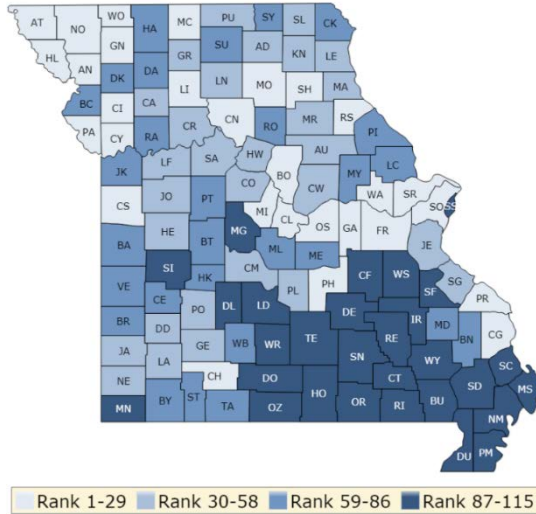 AT NO WO MC PU SL CK
HA SY
GN
HL AN DK DA GR SU AD KN LE
BC CI CA LI LN MO SH MA
PA CY RA CR CN RO MR RS PI
JK LF SA HW BO AU LC
CS JO PT CO CW MY WA SR SO SS
HE MG MI CL OS GA FR JE
BA SI BT ML ME
VE HK CM PL PH CF WS SF SG PR
BR CE PO DL LD DE IR MD CG
DD TE RE BN
JA LA GE WB WR SN WY SC
NE CH DO CT SD MS
MN BY ST TA OZ HO OR RI BU NM
DU PM
Rank 1-29 Rank 30-58 Rank 59-86 Rank 87-115